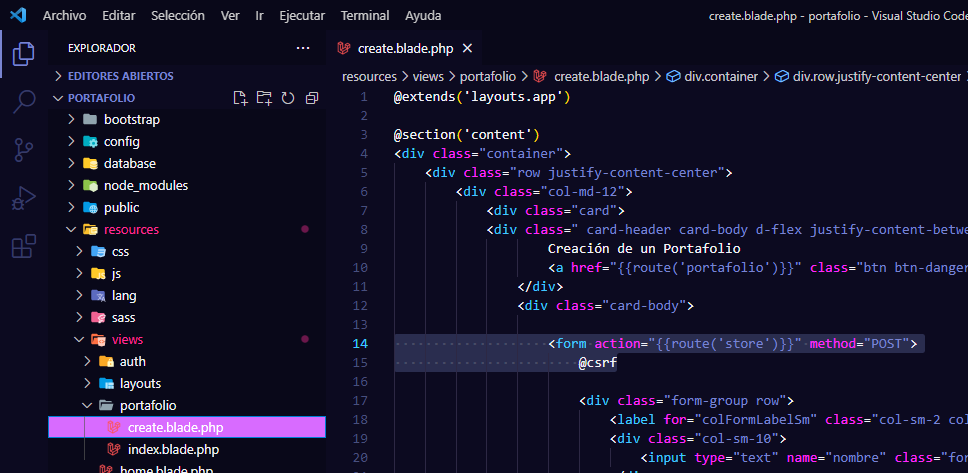 Archivo Editar Selección Ver Ir Ejecutar Terminal Ayuda create.blade.php - portafolio - Visual Studio Code
EXPLORADOR ···
EDITORES ABIERTOS
PORTAFOLIO
bootstrap
config
database
node_modules
public
resources
css
js
lang
sass
views
auth
layouts
portafolio
create.blade.php
index.blade.php
home.blade.php
create.blade.php
resources > views > portafolio > create.blade.php > div.container > div.row.justify-content-center >
1 @extends('layouts.app')
2
3 @section('content')
4 <div class="container">
5 <div class="row justify-content-center">
6 <div class="col-md-12">
7 <div class="card">
8 <div class=" card-header card-body d-flex justify-content-betwe
9 Creación de un Portafolio
10 <a href="{{route('portafolio')}}" class="btn btn-danger
11 </div>
12 <div class="card-body">
13
14 <form action="{{route('store')}}" method="POST">
15 @csrf
16
17 <div class="form-group row">
18 <label for="colFormLabelSm" class="col-sm-2 col
19 <div class="col-sm-10">
20 <input type="text" name="nombre" class="for